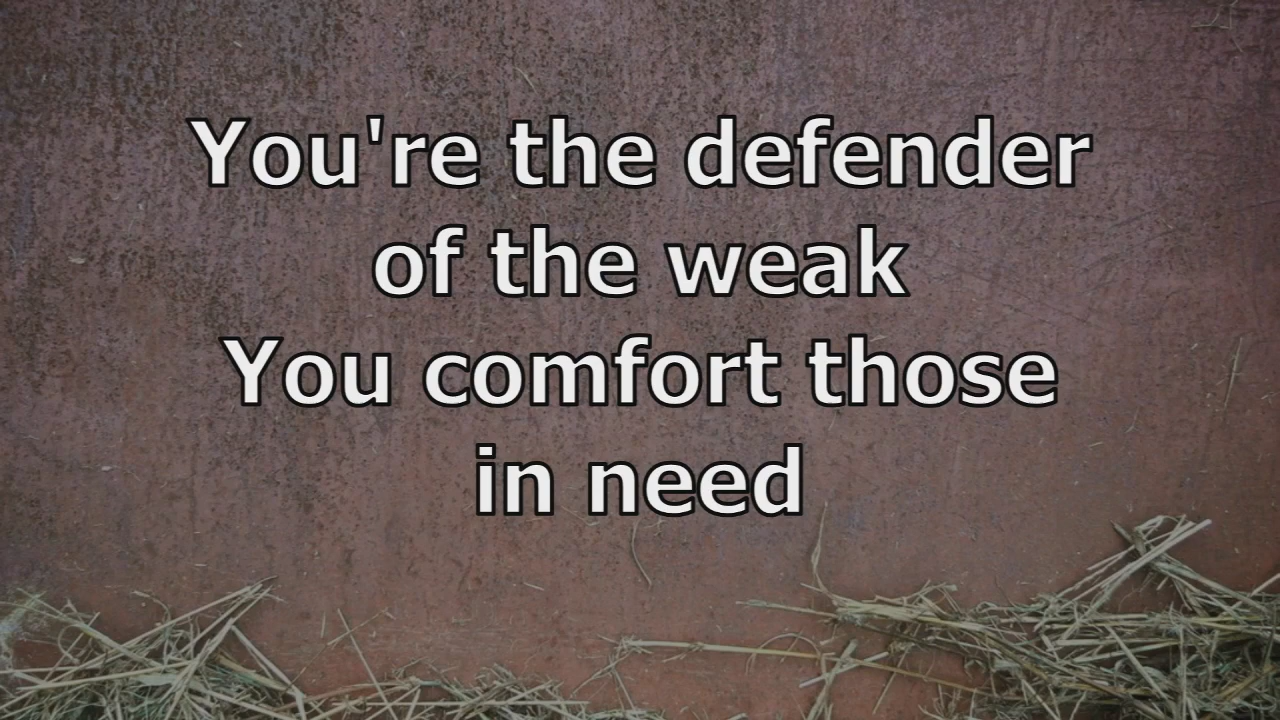 You're the defender
of the weak
You comfort those
in need